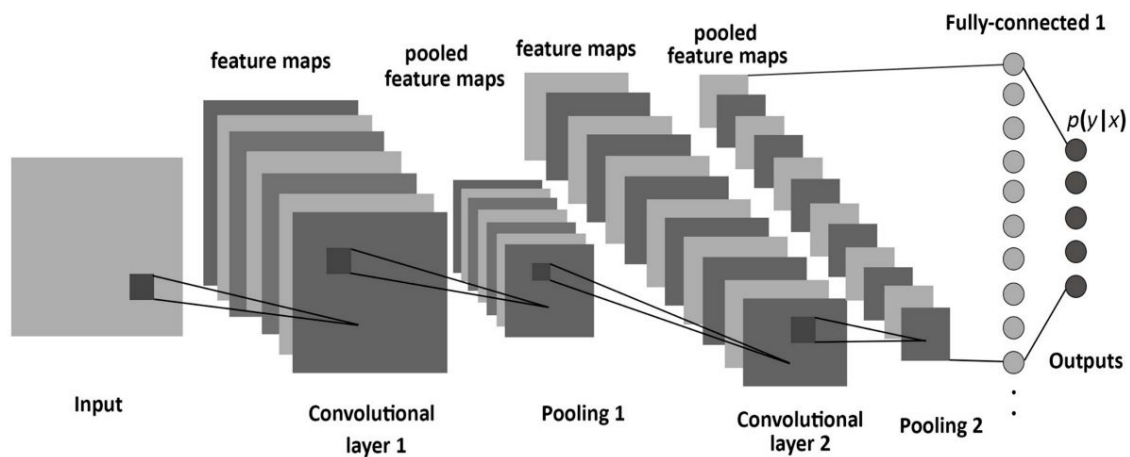 Fully-connected 1
feature maps
pooled
feature maps
feature maps
pooled
feature maps
p(y|x)
Input
Convolutional
layer 1
Pooling 1
Convolutional
layer 2
Pooling 2
Outputs